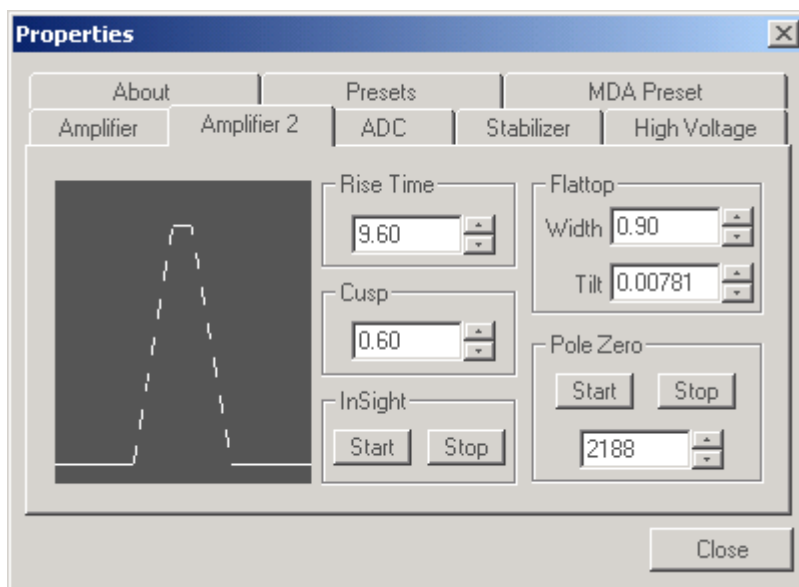 Properties
About Presets MDA Preset
Amplifier Amplifier 2 ADC Stabilizer High Voltage
Rise Time
9.60
Cusp
0.60
InSight
Start Stop
Flattop
Width 0.90
Tilt 0.00781
Pole Zero
Start Stop
2188
Close